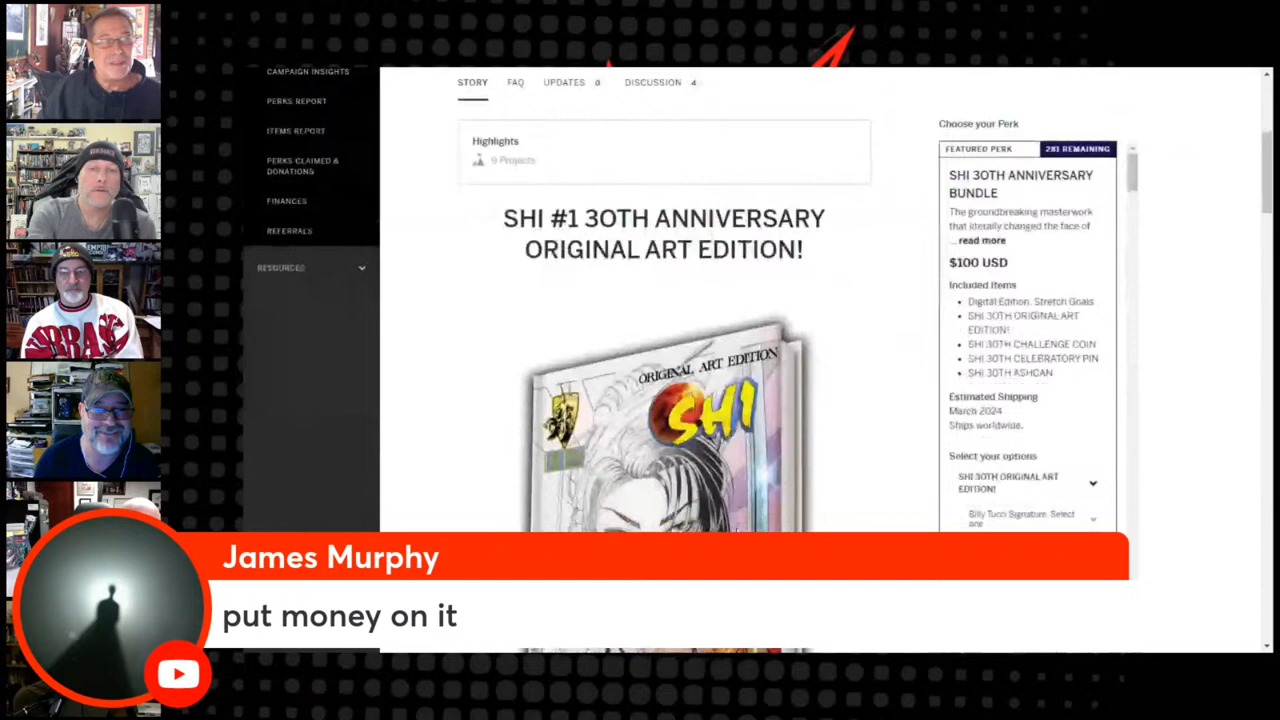 CAMPAIGN INSIGHTS
PERKS REPORT
ITEMS REPORT
PERKS CLAIMED &
DONATIONS
FINANCES
REFERRALS
RESOURCES
STORY FAQ UPDATES 0 DISCUSSION 4
Highlights
9 Projects
SHI #1 30TH ANNIVERSARY
ORIGINAL ART EDITION!
ORIGINAL ART EDITION
SHI
Choose your Perk
FEATURED PERK 281 REMAINING
SHI 30TH ANNIVERSARY
BUNDLE
The groundbreaking masterwork
that literally changed the face of
... read more
$100 USD
Included Items
Digital Edition. Stretch Goals
SHI 30TH ORIGINAL ART
EDITION!
SHI 30TH CHALLENGE COIN
SHI 30TH CELEBRATORY PIN
SHI 30TH ASHCAN
Estimated Shipping
March 2024
Ships worldwide.
Select your options
SHI 30TH ORIGINAL ART
EDITION!
Billy Tucci Signature: Select
one
James Murphy
put money on it